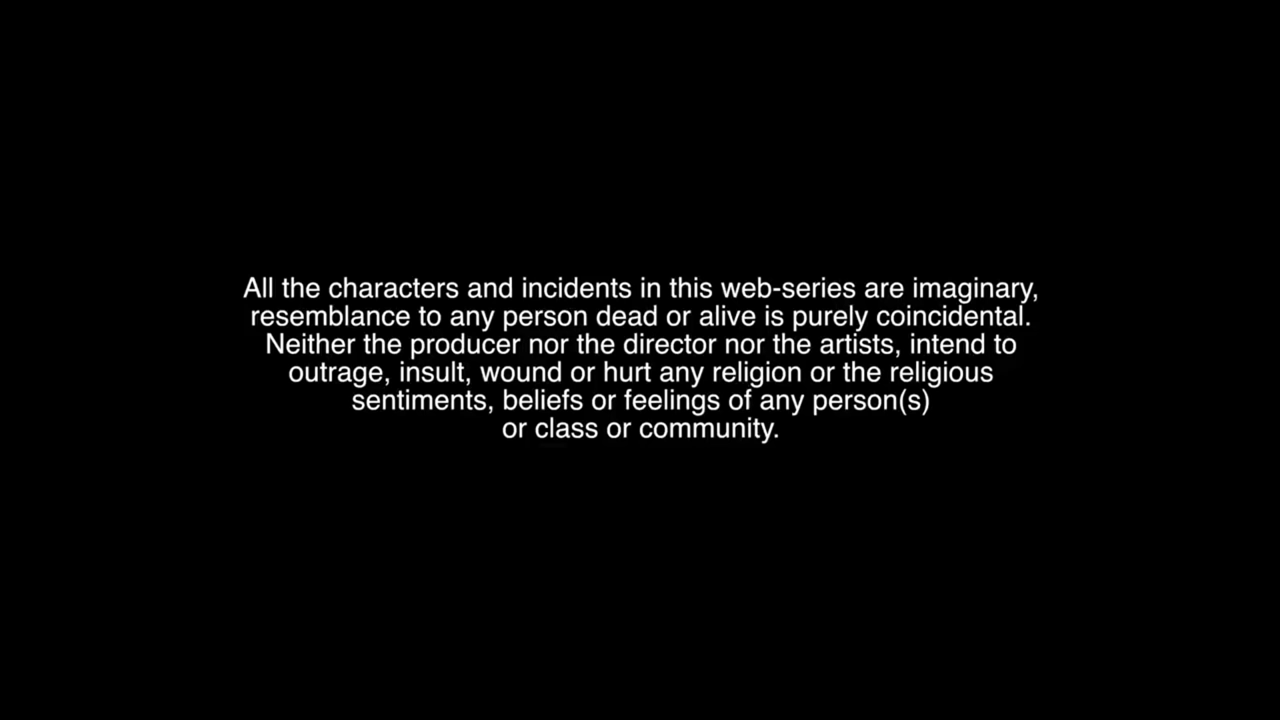 All the characters and incidents in this web-series are imaginary,
resemblance to any person dead or alive is purely coincidental.
Neither the producer nor the director nor the artists, intend to
outrage, insult, wound or hurt any religion or the religious
sentiments, beliefs or feelings of any person(s)
or class or community.